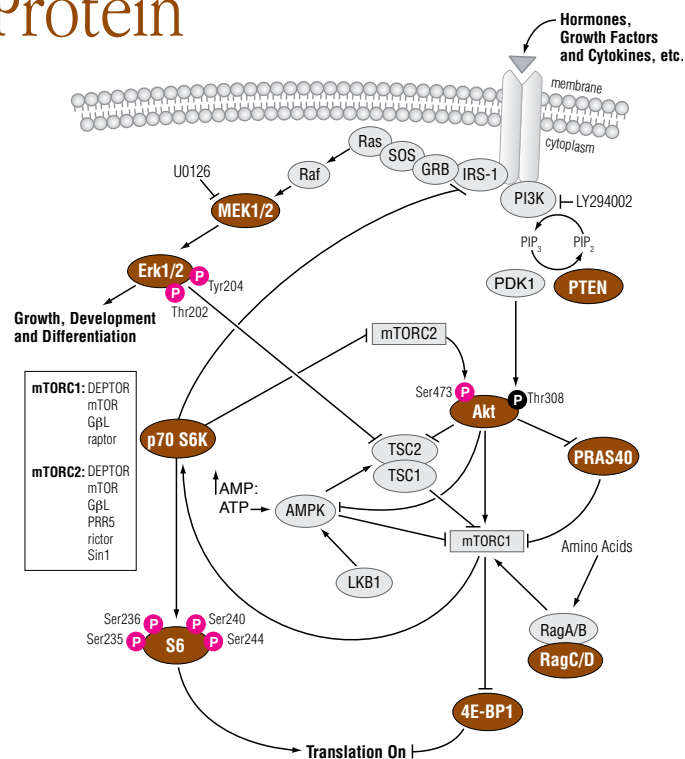 Protein
Hormones,
Growth Factors
and Cytokines, etc.
membrane
cytoplasm
Ras
SOS
GRB
IRS-1
Raf
U0126
MEK1/2
PI3K
LY294002
PIP3
PIP2
Erk1/2
P
Tyr204
P
Thr202
PDK1
PTEN
Growth, Development
and Differentiation
mTORC2
Ser473
P
P
Thr308
Akt
mTORC1: DEPTOR
mTOR
GβL
raptor
mTORC2: DEPTOR
mTOR
GβL
PRR5
rictor
Sin1
p70 S6K
TSC2
TSC1
PRAS40
AMP:
ATP
AMPK
mTORC1
Amino Acids
LKB1
RagA/B
RagC/D
Ser236
P
P
Ser240
Ser235
P
P
Ser244
S6
4E-BP1
Translation On